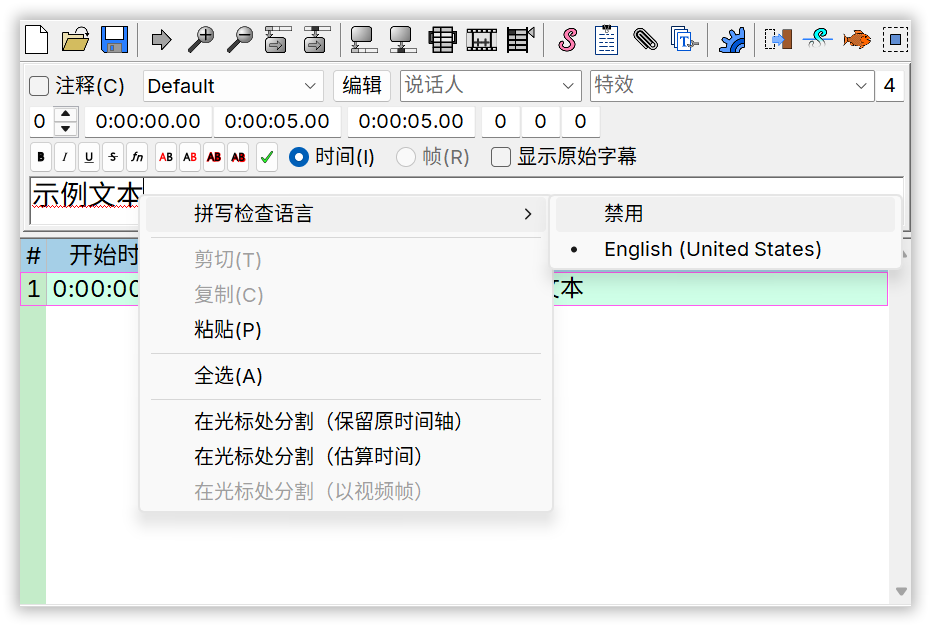 注释(C) Default 编辑 说话人 特效 4
0 0:00:00.00 0:00:05.00 0:00:05.00 0 0 0
B I U S fn AB AB AB AB 时间(I) 帧(R) 显示原始字幕
示例文本
拼写检查语言
禁用
English (United States)
剪切(T)
复制(C)
粘贴(P)
全选(A)
在光标处分割（保留原时间轴）
在光标处分割（估算时间）
在光标处分割（以视频帧）
# 开始时
1 0:00:00 本